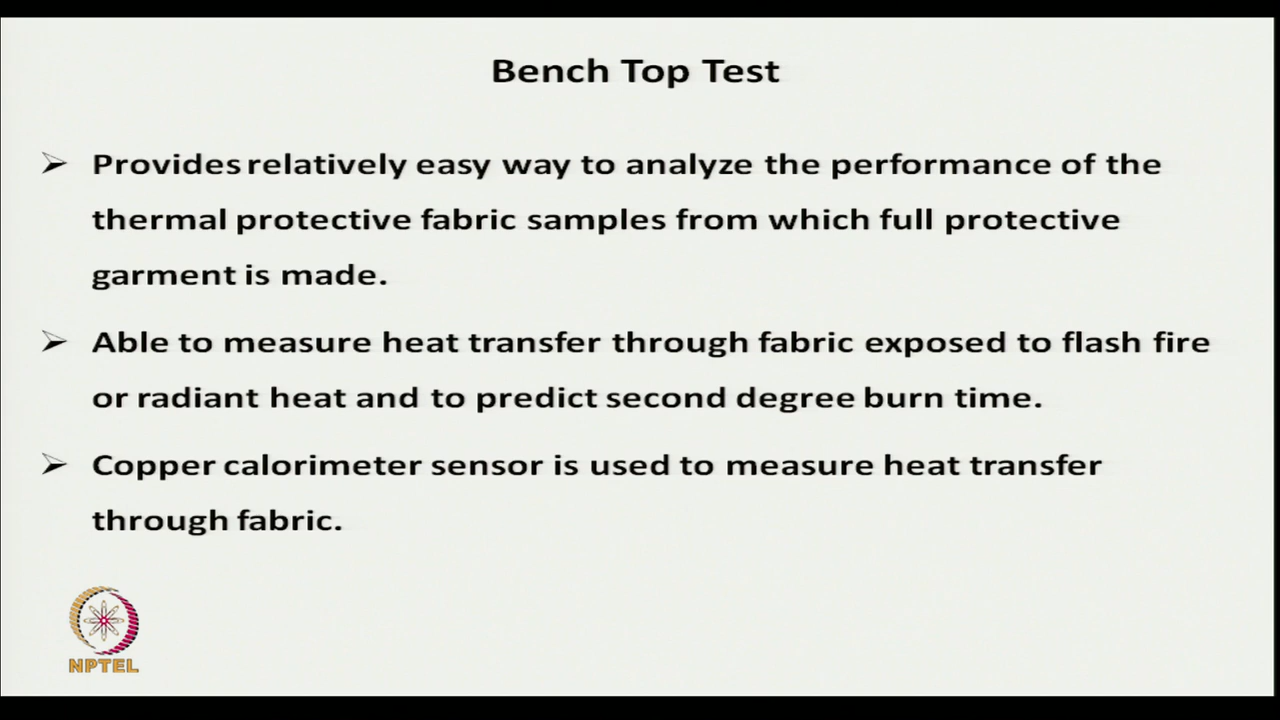 Bench Top Test
➢ Provides relatively easy way to analyze the performance of the
thermal protective fabric samples from which full protective
garment is made.
➢ Able to measure heat transfer through fabric exposed to flash fire
or radiant heat and to predict second degree burn time.
➢ Copper calorimeter sensor is used to measure heat transfer
through fabric.
NPTEL